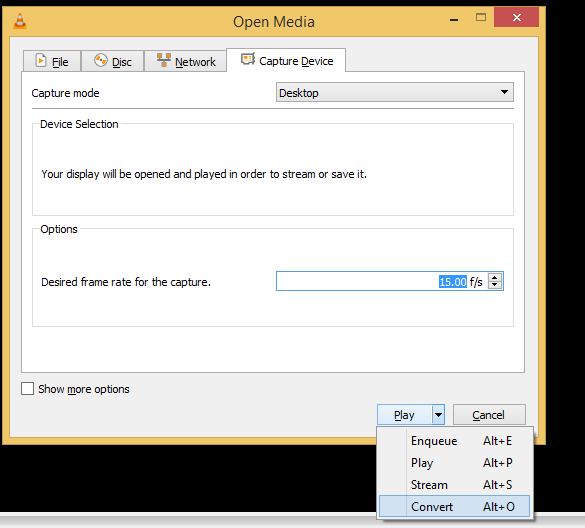 Open Media
File Disc Network Capture Device
Capture mode Desktop
Device Selection
Your display will be opened and played in order to stream or save it.
Options
Desired frame rate for the capture. 15.00 f/s
Show more options
Play Cancel
Enqueue Alt+E
Play Alt+P
Stream Alt+S
Convert Alt+O